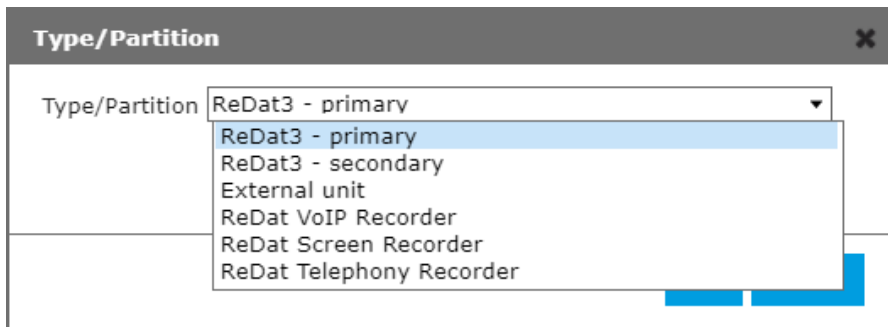 Type/Partition
Type/Partition ReDat3 - primary
ReDat3 - primary
ReDat3 - secondary
External unit
ReDat VoIP Recorder
ReDat Screen Recorder
ReDat Telephony Recorder